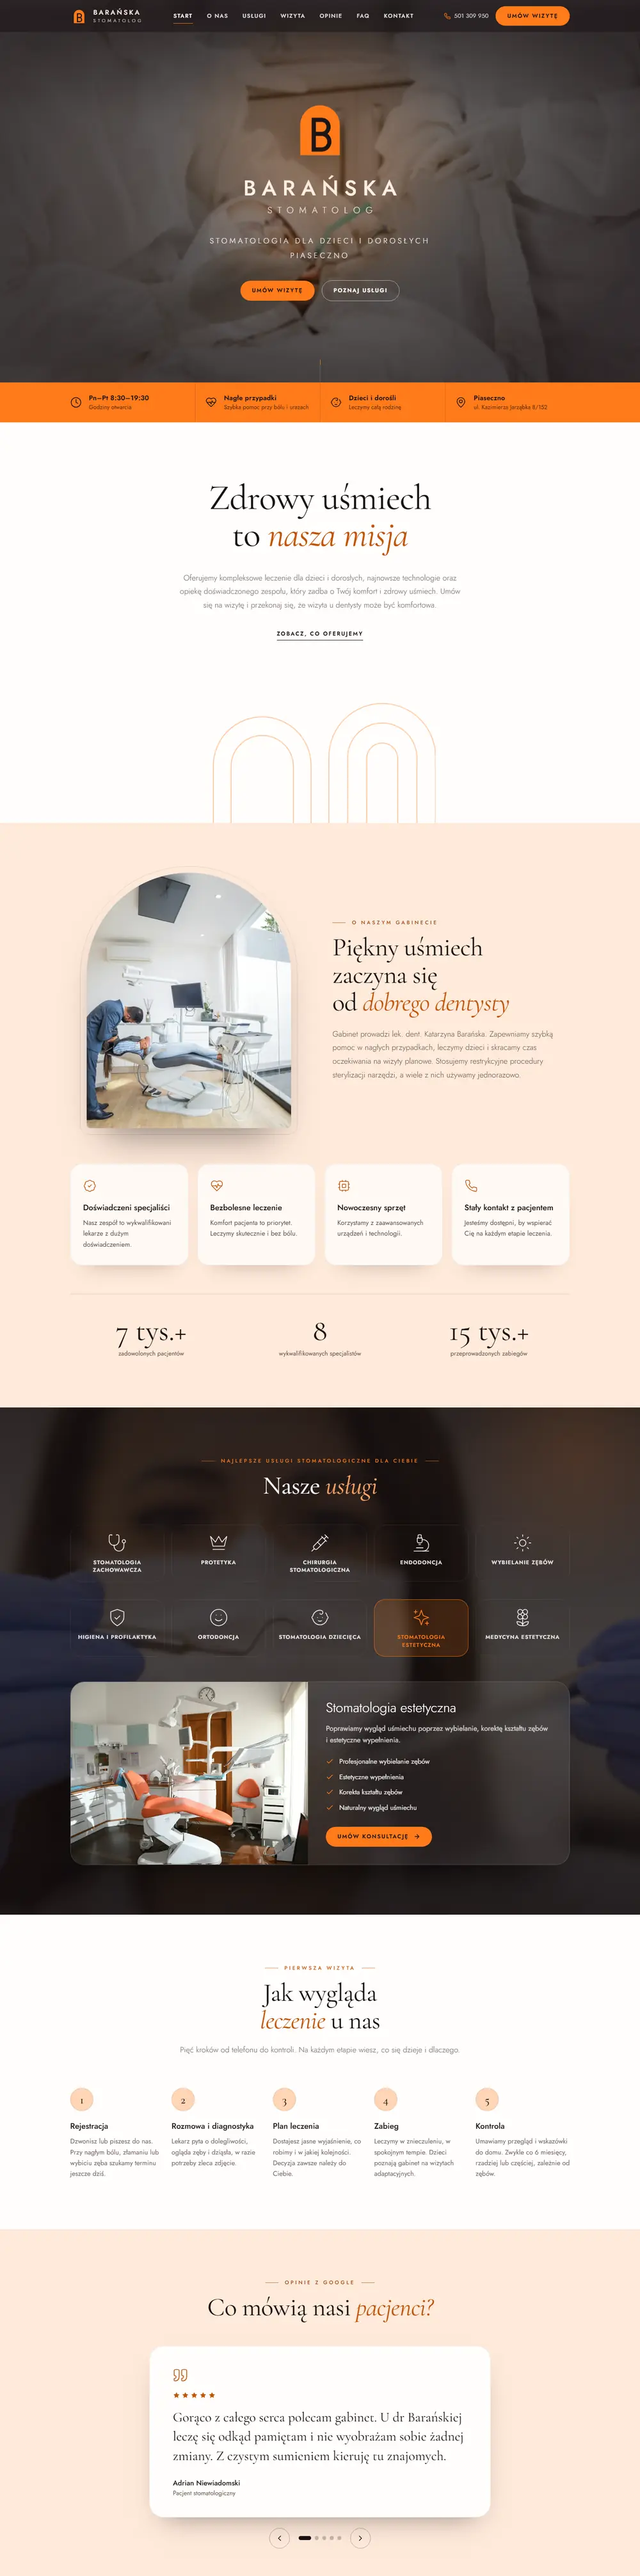 B
BARAŃSKA
STOMATOLOG
START
O NAS
USŁUGI
WIZYTA
OPINIE
FAQ
KONTAKT
501 309 950
UMÓW WIZYTĘ
B
BARAŃSKA
STOMATOLOG
STOMATOLOGIA DLA DZIECI I DOROSŁYCH
PIASECZNO
UMÓW WIZYTĘ
POZNAJ USŁUGI
Pn–Pt 8:30–19:30
Godziny otwarcia
Nagłe przypadki
Szybka pomoc przy bólu i urazach
Dzieci i dorośli
Leczymy całą rodzinę
Piaseczno
ul. Kazimierza Jarząbka 8/152
Zdrowy uśmiech
to nasza misja
Oferujemy kompleksowe leczenie dla dzieci i dorosłych, najnowsze technologie oraz
opiekę doświadczonego zespołu, który zadba o Twój komfort i zdrowy uśmiech. Umów
się na wizytę i przekonaj się, że wizyta u dentysty może być komfortowa.
ZOBACZ, CO OFERUJEMY
O NASZYM GABINECIE
Piękny uśmiech
zaczyna się
od dobrego dentysty
Gabinet prowadzi lek. dent. Katarzyna Barańska. Zapewniamy szybką
pomoc w nagłych przypadkach, leczymy dzieci i skracamy czas
oczekiwania na wizyty planowe. Stosujemy restrykcyjne procedury
sterylizacji narzędzi, a wiele z nich używamy jednorazowo.
Doświadczeni specjaliści
Nasz zespół to wykwalifikowani
lekarze z dużym
doświadczeniem.
Bezbolesne leczenie
Komfort pacjenta to priorytet.
Leczymy skutecznie i bez bólu.
Nowoczesny sprzęt
Korzystamy z zaawansowanych
urządzeń i technologii.
Stały kontakt z pacjentem
Jesteśmy dostępni, by wspierać
Cię na każdym etapie leczenia.
7 tys.+
zadowolonych pacjentów
8
wykwalifikowanych specjalistów
15 tys.+
przeprowadzonych zabiegów
NAJLEPSZE USŁUGI STOMATOLOGICZNE DLA CIEBIE
Nasze usługi
STOMATOLOGIA
ZACHOWAWCZA
PROTETYKA
CHIRURGIA
STOMATOLOGICZNA
ENDODONCJA
WYBIELANIE ZĘBÓW
HIGIENA I PROFILAKTYKA
ORTODONCJA
STOMATOLOGIA DZIECIĘCA
STOMATOLOGIA
ESTETYCZNA
MEDYCYNA ESTETYCZNA
Stomatologia estetyczna
Poprawiamy wygląd uśmiechu poprzez wybielanie, korektę kształtu zębów
i estetyczne wypełnienia.
Profesjonalne wybielanie zębów
Estetyczne wypełnienia
Korekta kształtu zębów
Naturalny wygląd uśmiechu
UMÓW KONSULTACJĘ →
PIERWSZA WIZYTA
Jak wygląda
leczenie u nas
Pięć kroków od telefonu do kontroli. Na każdym etapie wiesz, co się dzieje i dlaczego.
1
Rejestracja
Dzwonisz lub piszesz do nas.
Przy nagłym bólu, złamaniu lub
wybiciu zęba szukamy terminu
jeszcze dziś.
2
Rozmowa i diagnostyka
Lekarz pyta o dolegliwości,
ogląda zęby i dziąsła, w razie
potrzeby zleca zdjęcie.
3
Plan leczenia
Dostajesz jasne wyjaśnienie, co
robimy i w jakiej kolejności.
Decyzja zawsze należy do
Ciebie.
4
Zabieg
Leczymy w znieczuleniu, w
spokojnym tempie. Dzieci
poznają gabinet na wizytach
adaptacyjnych.
5
Kontrola
Umawiamy przegląd i wskazówki
do domu. Zwykle co 6 miesięcy,
rzadziej lub częściej, zależnie od
zębów.
OPINIE Z GOOGLE
Co mówią nasi pacjenci?
Gorąco z całego serca polecam gabinet. U dr Barańskiej
leczę się odkąd pamiętam i nie wyobrażam sobie żadnej
zmiany. Z czystym sumieniem kieruję tu znajomych.
Adrian Niewiadomski
Pacjent stomatologiczny